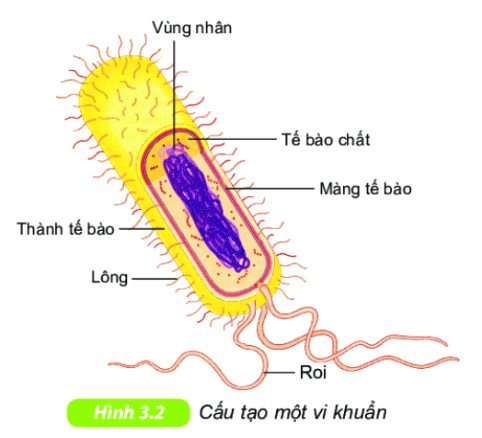 Vùng nhân
Tế bào chất
Màng tế bào
Thành tế bào
Lông
Roi
Hình 3.2 Cấu tạo một vi khuẩn